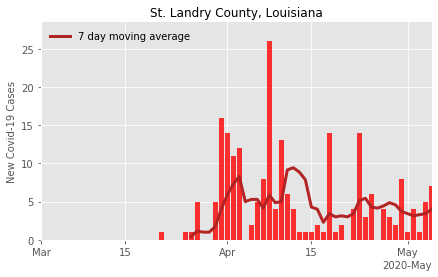 St. Landry County, Louisiana
7 day moving average
New Covid-19 Cases
25
20
15
10
5
0
Mar
15
Apr
15
May
2020-May